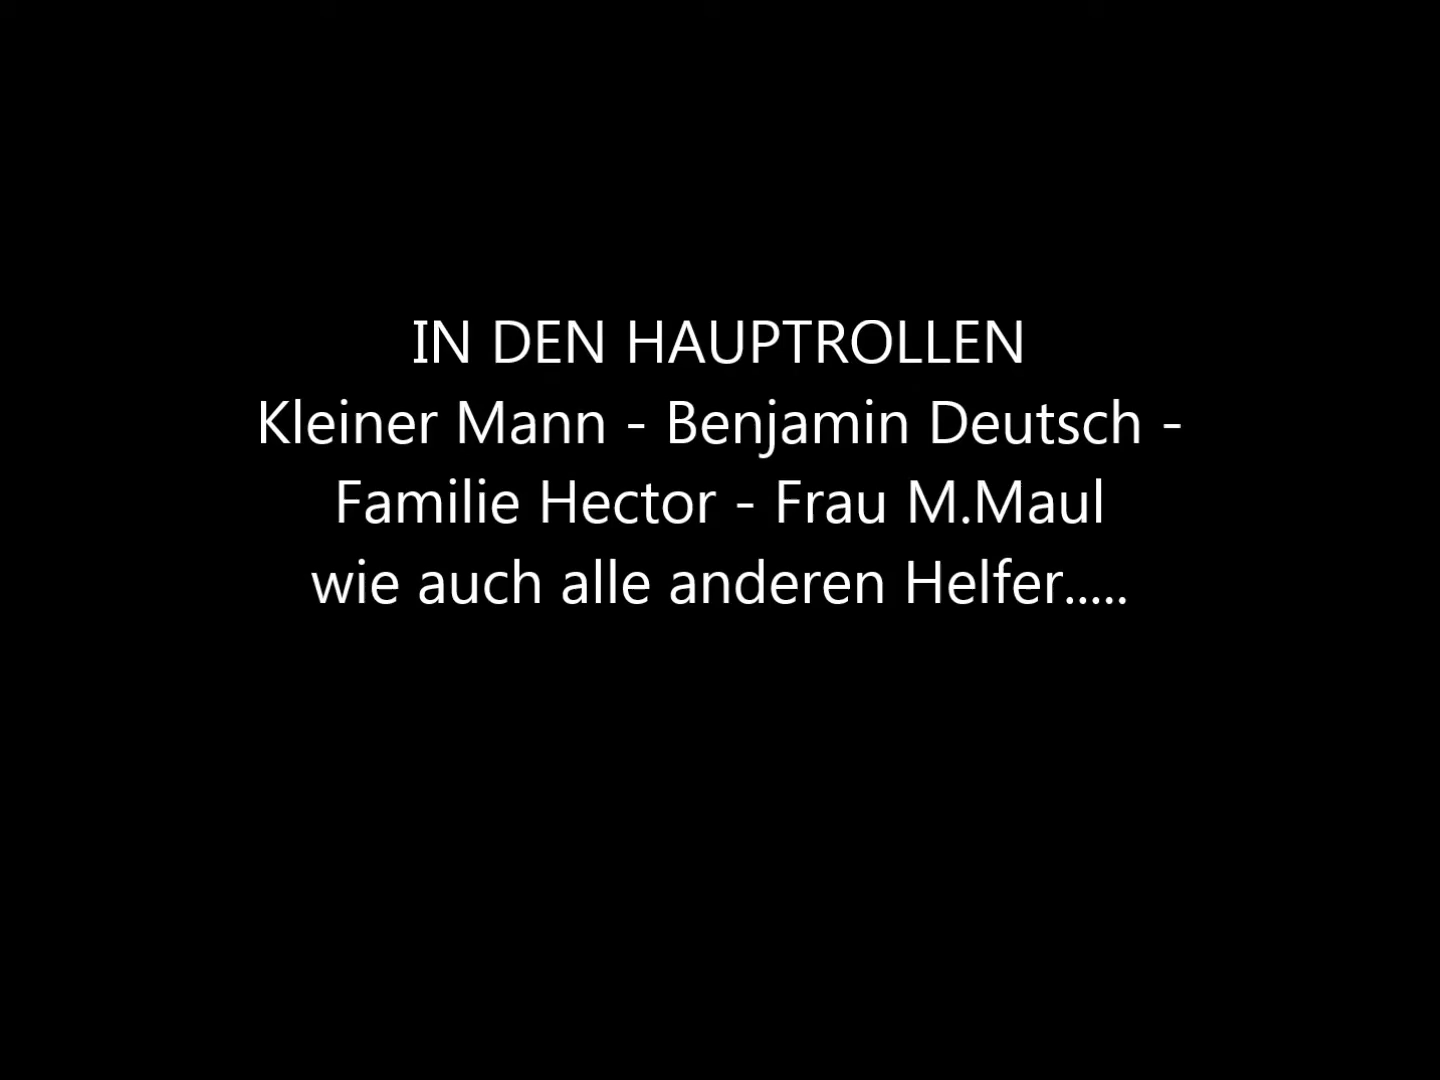 IN DEN HAUPTROLLEN
Kleiner Mann - Benjamin Deutsch -
Familie Hector - Frau M.Maul
wie auch alle anderen Helfer.....